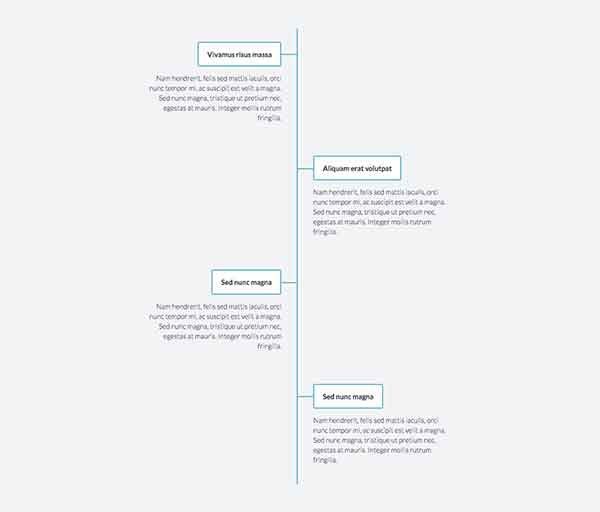 Vivamus risus massa
Nam hendrerit, felis sed mattis iaculis, orci
nunc tempor mi, ac suscipit est velit a magna.
Sed nunc magna, tristique ut pretium nec,
egestas at mauris. Integer mollis rutrum
fringilla.
Aliquam erat volutpat
Nam hendrerit, felis sed mattis iaculis, orci
nunc tempor mi, ac suscipit est velit a magna.
Sed nunc magna, tristique ut pretium nec,
egestas at mauris. Integer mollis rutrum
fringilla.
Sed nunc magna
Nam hendrerit, felis sed mattis iaculis, orci
nunc tempor mi, ac suscipit est velit a magna.
Sed nunc magna, tristique ut pretium nec,
egestas at mauris. Integer mollis rutrum
fringilla.
Sed nunc magna
Nam hendrerit, felis sed mattis iaculis, orci
nunc tempor mi, ac suscipit est velit a magna.
Sed nunc magna, tristique ut pretium nec,
egestas at mauris. Integer mollis rutrum
fringilla.